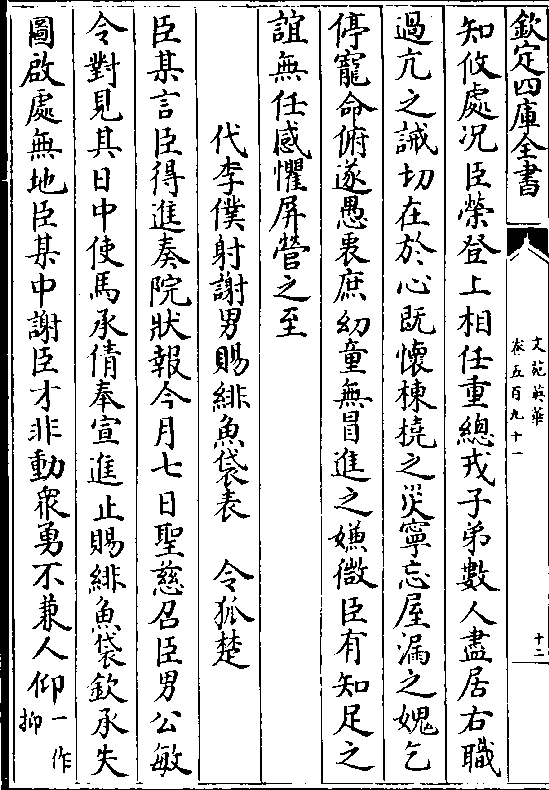 欽定四庫全書
文苑英華
卷五百九十一
十二
知攸處况臣榮登上相任重總戎子弟數人盡居右職
過亢之誡切在於心既懷棟橈之災寧忘屋漏之媿乞
停寵命俯遂愚衷庶幼童無冒進之嫌微臣有知足之
誼無任感懼屏營之至
代李僕射謝男賜緋魚袋表 令狐楚
臣某言臣得進奏院狀報今月七日聖慈召臣男公敏
令對見其日中使馬承倩奉宣進止賜緋魚袋欽承失
圖啟處無地臣某中謝臣才非動衆勇不兼人仰一作抑